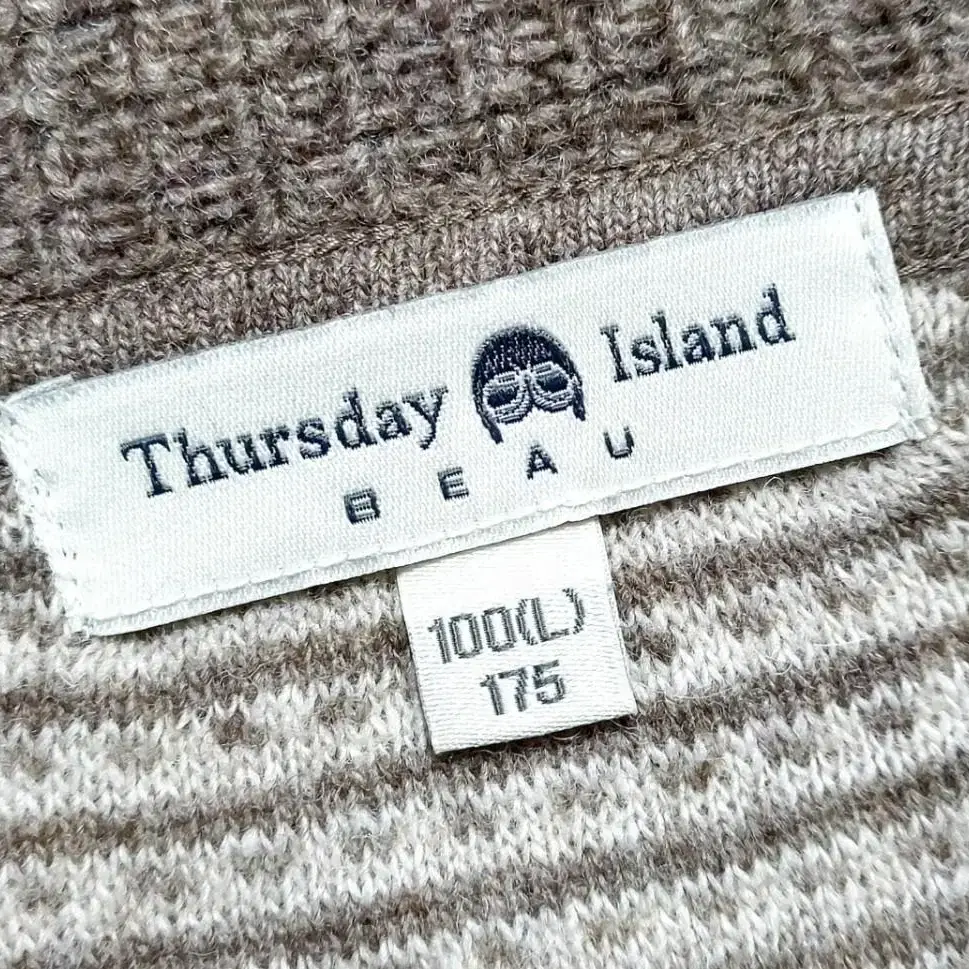 Thursday Island
BEAU
100(L)
175